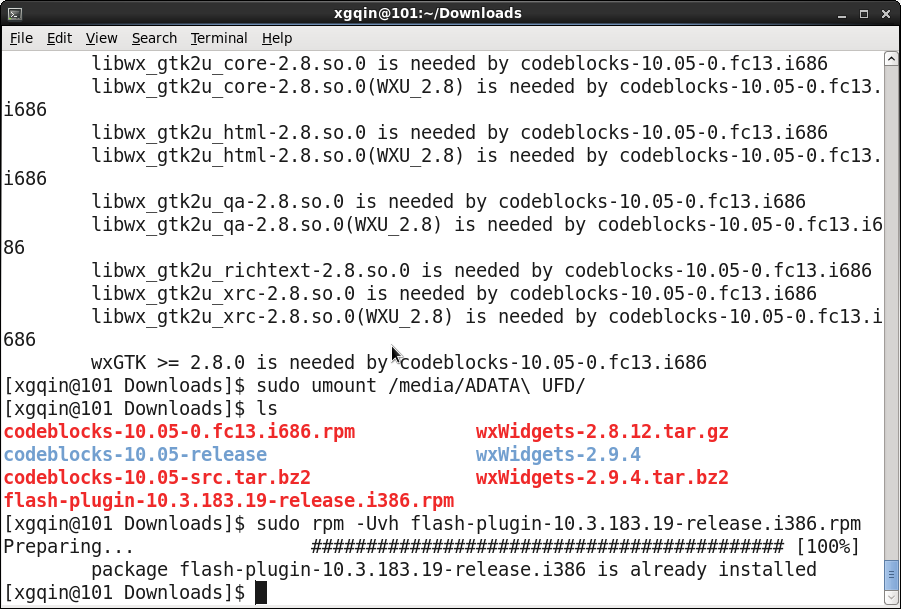 xgqin@101:~/Downloads
File Edit View Search Terminal Help
libwx_gtk2u_core-2.8.so.0 is needed by codeblocks-10.05-0.fc13.i686
libwx_gtk2u_core-2.8.so.0(WXU_2.8) is needed by codeblocks-10.05-0.fc13.
i686
libwx_gtk2u_html-2.8.so.0 is needed by codeblocks-10.05-0.fc13.i686
libwx_gtk2u_html-2.8.so.0(WXU_2.8) is needed by codeblocks-10.05-0.fc13.
i686
libwx_gtk2u_qa-2.8.so.0 is needed by codeblocks-10.05-0.fc13.i686
libwx_gtk2u_qa-2.8.so.0(WXU_2.8) is needed by codeblocks-10.05-0.fc13.i6
86
libwx_gtk2u_richtext-2.8.so.0 is needed by codeblocks-10.05-0.fc13.i686
libwx_gtk2u_xrc-2.8.so.0 is needed by codeblocks-10.05-0.fc13.i686
libwx_gtk2u_xrc-2.8.so.0(WXU_2.8) is needed by codeblocks-10.05-0.fc13.i
686
wxGTK >= 2.8.0 is needed by codeblocks-10.05-0.fc13.i686
[xgqin@101 Downloads]$ sudo umount /media/ADATA\ UFD/
[xgqin@101 Downloads]$ ls
codeblocks-10.05-0.fc13.i686.rpm wxWidgets-2.8.12.tar.gz
codeblocks-10.05-release wxWidgets-2.9.4
codeblocks-10.05-src.tar.bz2 wxWidgets-2.9.4.tar.bz2
flash-plugin-10.3.183.19-release.i386.rpm
[xgqin@101 Downloads]$ sudo rpm -Uvh flash-plugin-10.3.183.19-release.i386.rpm
Preparing... ########################################### [100%]
package flash-plugin-10.3.183.19-release.i386 is already installed
[xgqin@101 Downloads]$